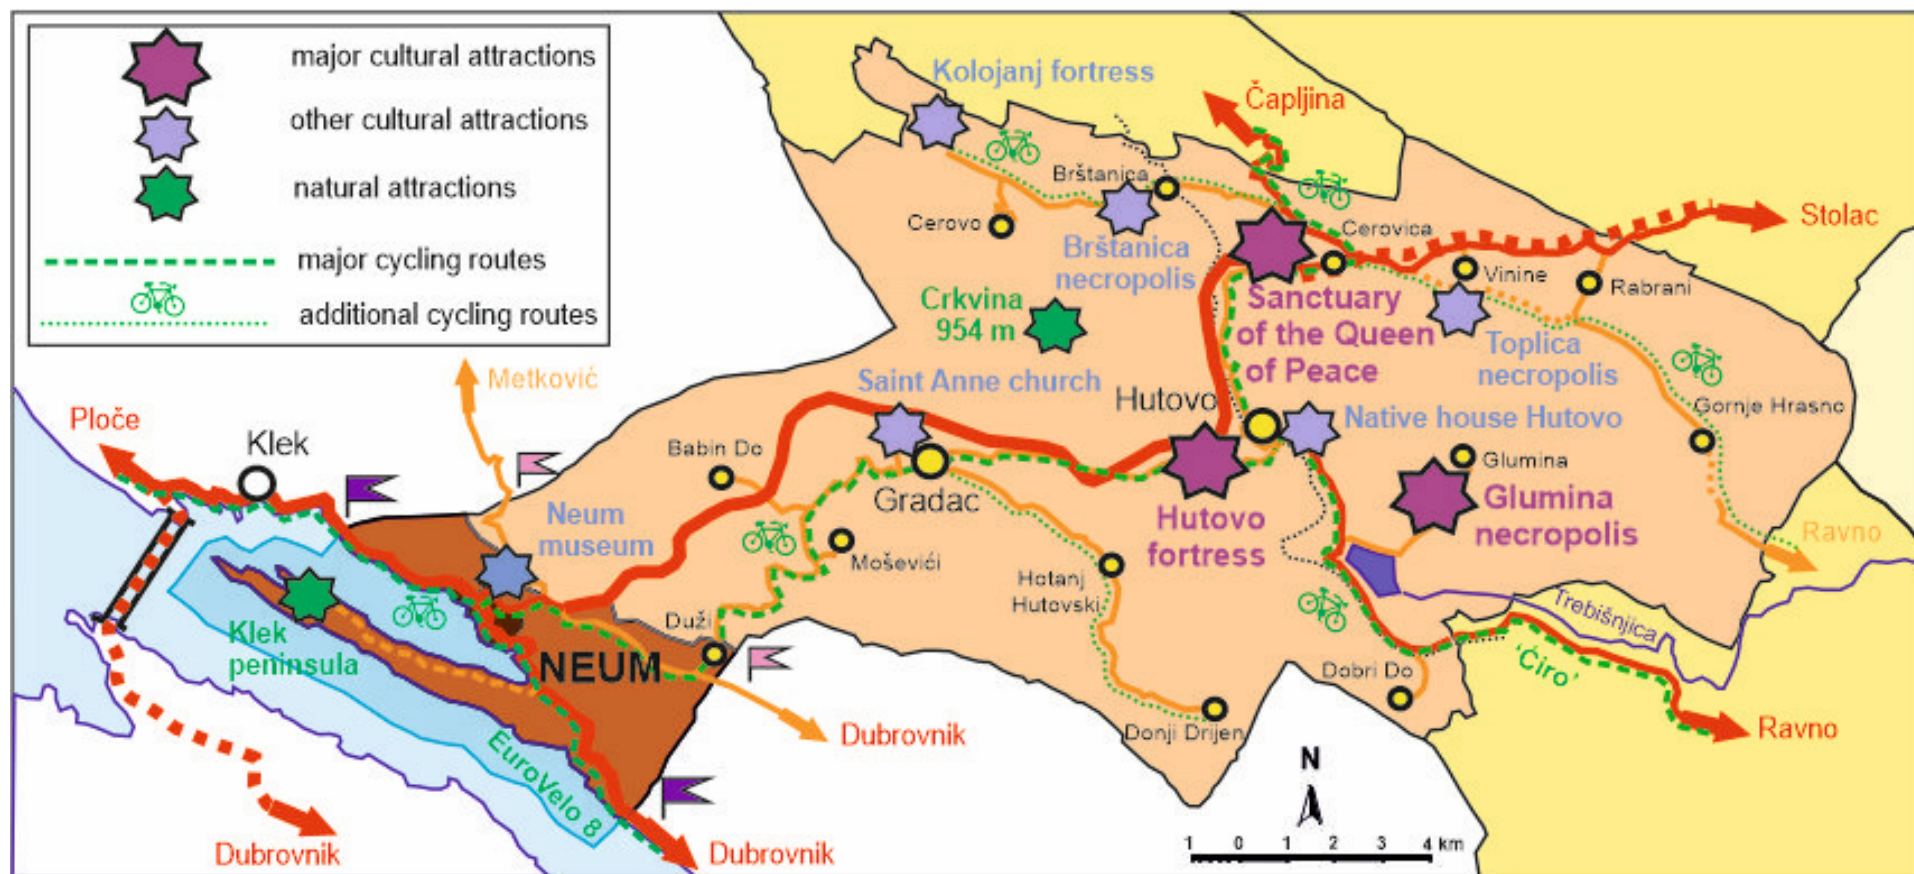 major cultural attractions
other cultural attractions
natural attractions
major cycling routes
additional cycling routes
Kolojanj fortress
Čapljina
Brštanica
Cerovo
Brštanica
necropolis
Cerovica
Stolac
Vinine
Rabrani
Crkvina
954 m
Sanctuary
of the Queen
of Peace
Toplica
necropolis
Metković
Saint Anne church
Hutovo
Native house Hutovo
Gornje Hrasno
Ploče
Klek
Babin Do
Gradac
Glumina
Glumina
necropolis
Neum
museum
Hutovo
fortress
Ravno
Moševići
Hotanj
Hutovski
Duži
Trebišnjica
Klek
peninsula
NEUM
Dobri Do
'Ćiro'
Donji Drijen
Dubrovnik
Ravno
EuroVelo 8
N
Dubrovnik
Dubrovnik
1 0 1 2 3 4 km